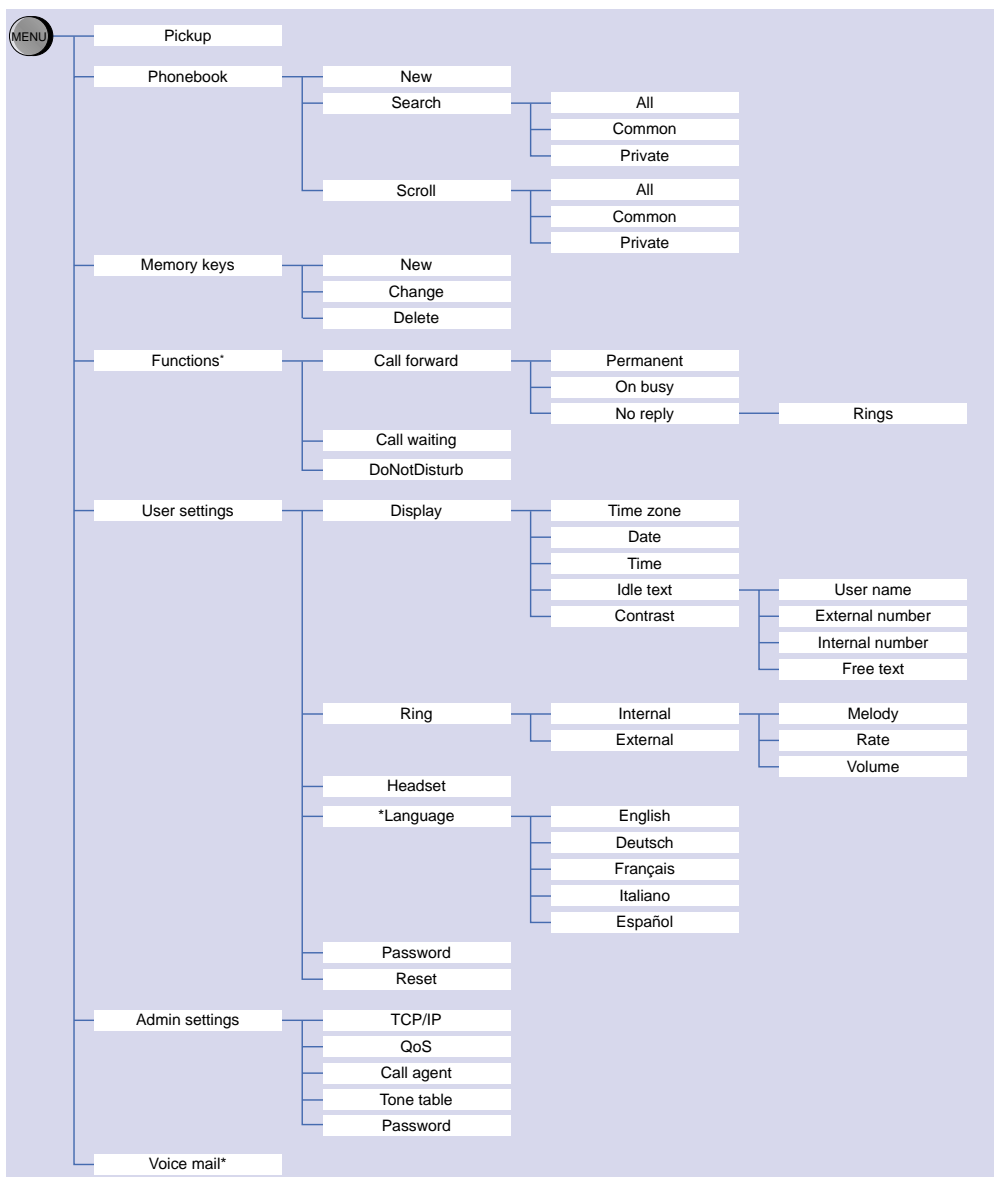 MENU
Pickup
Phonebook
New
Search
All
Common
Private
Scroll
All
Common
Private
Memory keys
New
Change
Delete
Functions*
Call forward
Permanent
On busy
No reply
Rings
Call waiting
DoNotDisturb
User settings
Display
Time zone
Date
Time
Idle text
User name
Contrast
External number
Internal number
Free text
Ring
Internal
Melody
External
Rate
Volume
Headset
*Language
English
Deutsch
Français
Italiano
Español
Password
Reset
Admin settings
TCP/IP
QoS
Call agent
Tone table
Password
Voice mail*